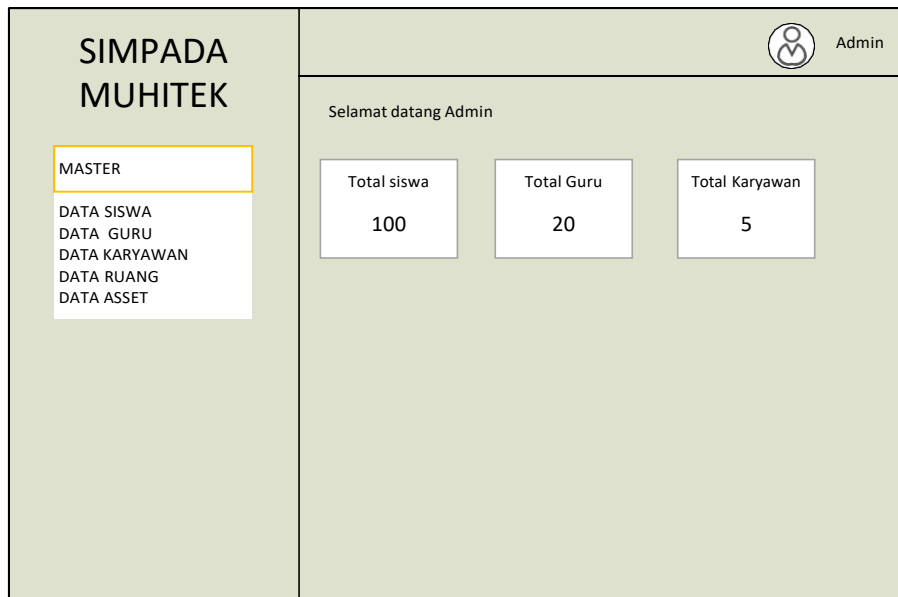 SIMPADA
MUHITEK
Admin
Selamat datang Admin
MASTER
DATA SISWA
DATA  GURU
DATA KARYAWAN
DATA RUANG
DATA ASSET
Total siswa
100
Total Guru
20
Total Karyawan
5